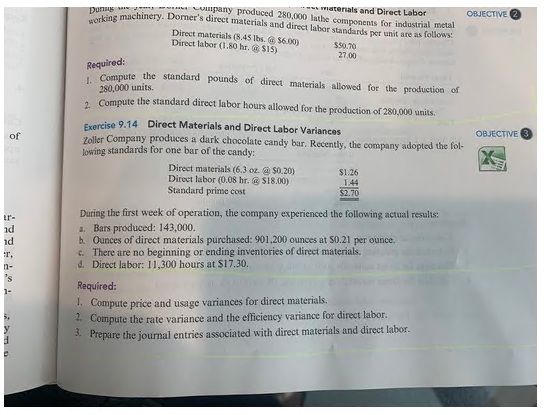 Materials and Direct Labor
OBJECTIVE 2
Company produced 280,000 lathe components for industrial metal
working machinery. Dorner's direct materials and direct labor standards per unit are as follows:
Direct materials (8.45 lbs. @ $6.00) $50.70
Direct labor (1.80 hr. @ $15) 27.00
Required:
1. Compute the standard pounds of direct materials allowed for the production of
280,000 units.
2. Compute the standard direct labor hours allowed for the production of 280,000 units.
Exercise 9.14 Direct Materials and Direct Labor Variances
OBJECTIVE 3
Zoller Company produces a dark chocolate candy bar. Recently, the company adopted the fol-
lowing standards for one bar of the candy:
Direct materials (6.3 oz. @ $0.20) $1.26
Direct labor (0.08 hr. @ $18.00) 1.44
Standard prime cost $2.70
During the first week of operation, the company experienced the following actual results:
a. Bars produced: 143,000.
b. Ounces of direct materials purchased: 901,200 ounces at $0.21 per ounce.
c. There are no beginning or ending inventories of direct materials.
d. Direct labor: 11,300 hours at $17.30.
Required:
1. Compute price and usage variances for direct materials.
2. Compute the rate variance and the efficiency variance for direct labor.
3. Prepare the journal entries associated with direct materials and direct labor.
of